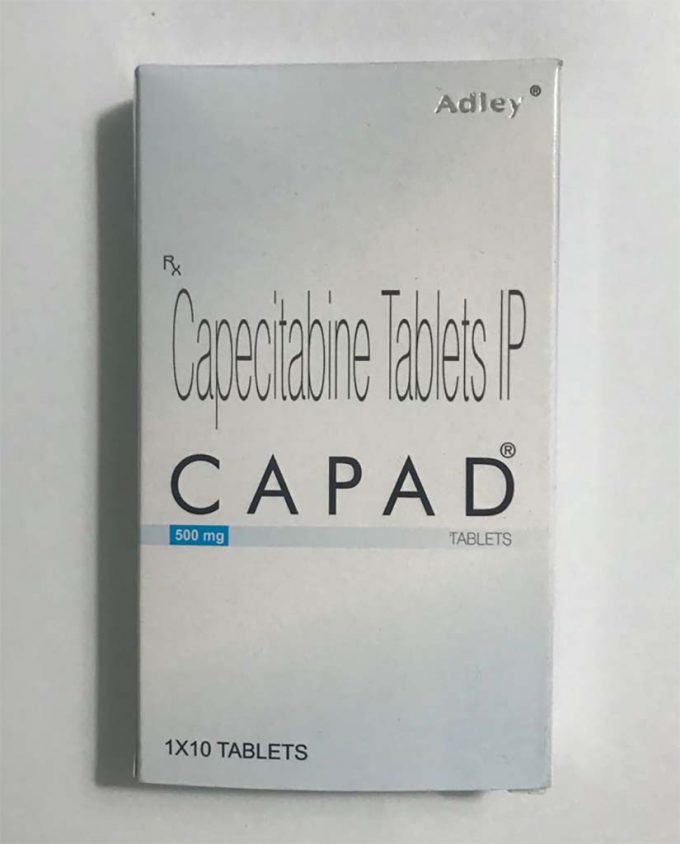 Adley®
Rx
Capecitabine Tablets IP
CAPAD®
500 mg
TABLETS
1X10 TABLETS